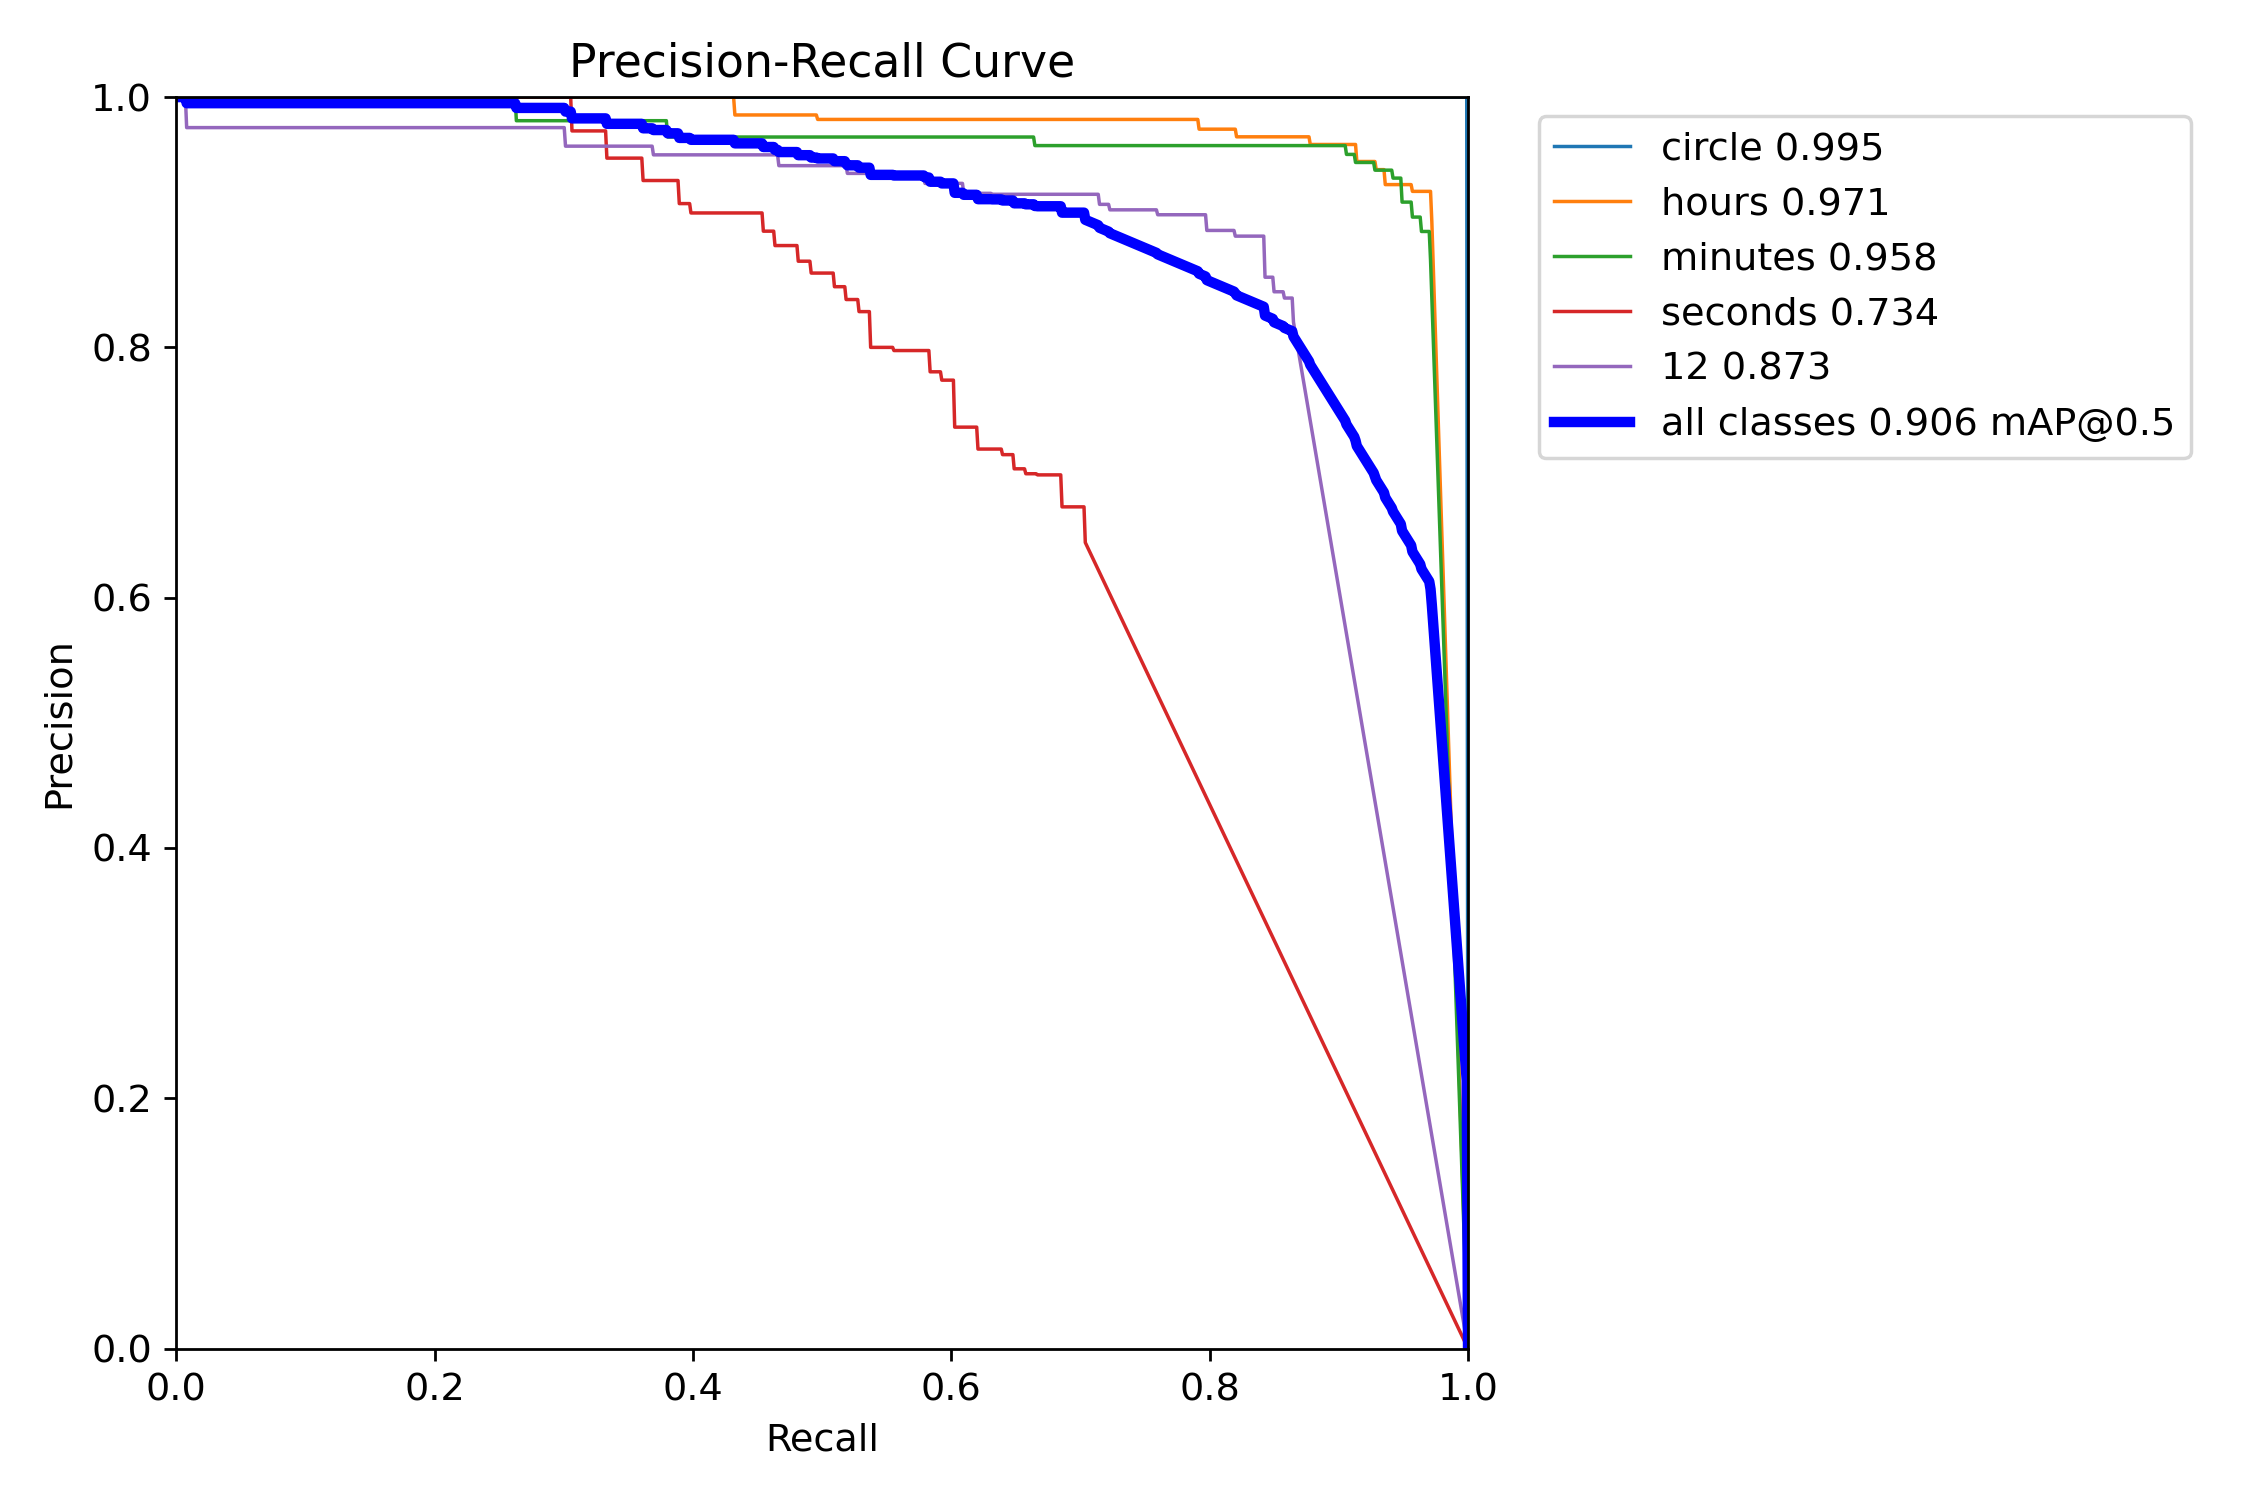 Precision-Recall Curve
1.0
0.8
0.6
0.4
0.2
0.0
Precision
0.0 0.2 0.4 0.6 0.8 1.0
Recall
circle 0.995
hours 0.971
minutes 0.958
seconds 0.734
12 0.873
all classes 0.906 mAP@0.5